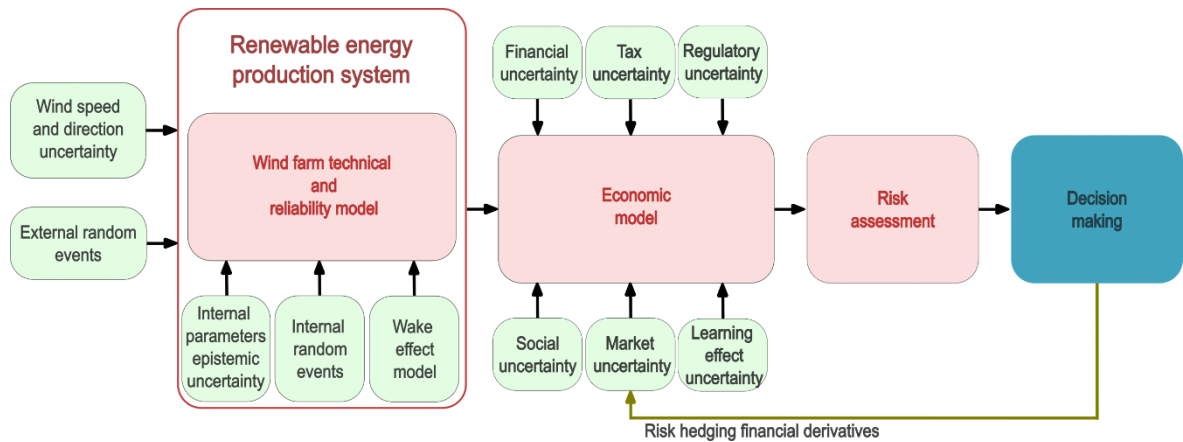 Renewable energy
production system
Wind speed
and direction
uncertainty
External random
events
Wind farm technical
and
reliability model
Internal
parameters
epistemic
uncertainty
Internal
random
events
Wake
effect
model
Financial
uncertainty
Tax
uncertainty
Regulatory
uncertainty
Economic
model
Social
uncertainty
Market
uncertainty
Learning
effect
uncertainty
Risk
assessment
Decision
making
Risk hedging financial derivatives